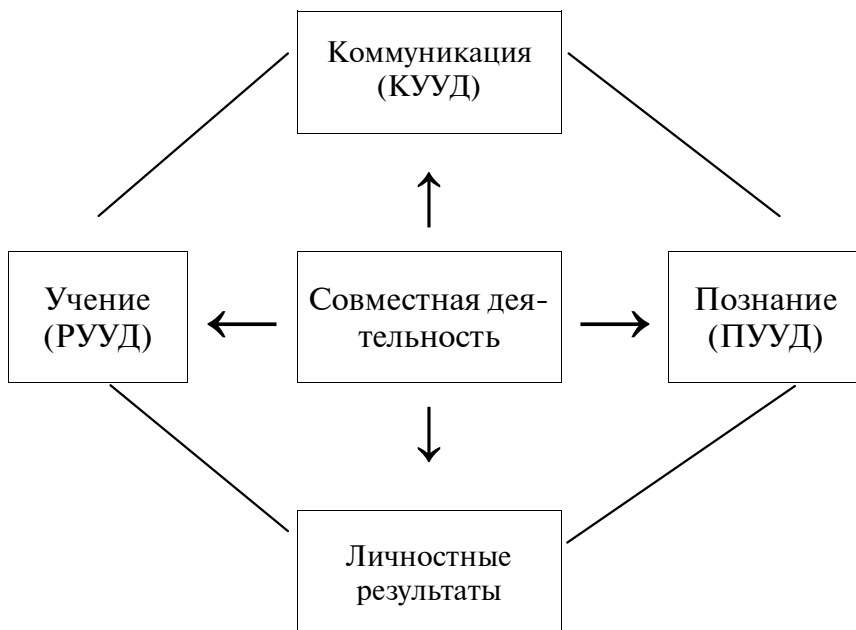 Коммуникация
(КУУД)
Учение
(РУУД)
Совместная дея-
тельность
Познание
(ПУУД)
Личностные
результаты